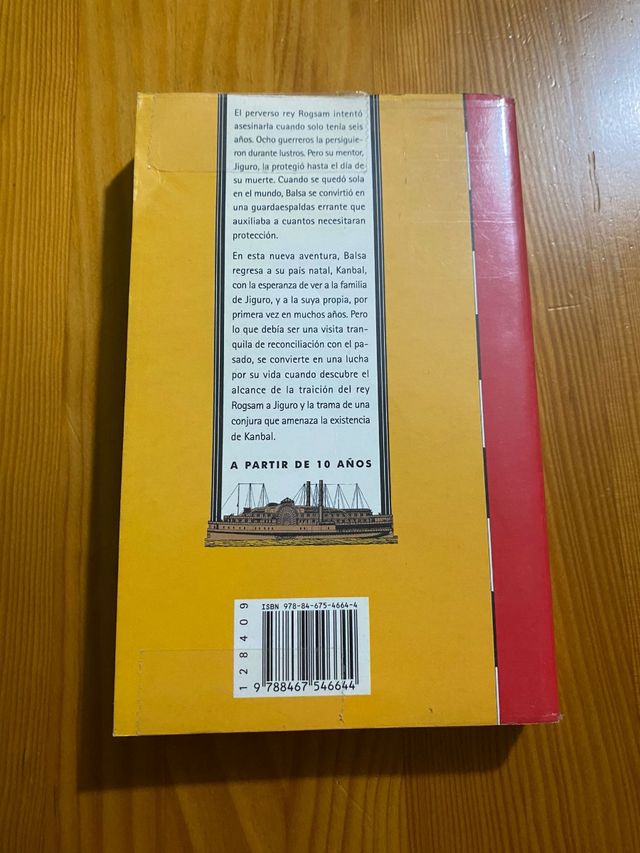 El perverso rey Rogsam intentó
asesinarla cuando solo tenía seis
años. Ocho guerreros la persiguie-
ron durante lustros. Pero su mentor,
Jiguro, la protegió hasta el día de
su muerte. Cuando se quedó sola
en el mundo, Balsa se convirtió en
una guardaespaldas errante que
auxiliaba a cuantos necesitaran
protección.
En esta nueva aventura, Balsa
regresa a su país natal, Kanbal,
con la esperanza de ver a la familia
de Jiguro, y a la suya propia, por
primera vez en muchos años. Pero
lo que debía ser una visita tran-
quila de reconciliación con el pa-
sado, se convierte en una lucha
por su vida cuando descubre el
alcance de la traición del rey
Rogsam a Jiguro y la trama de una
conjura que amenaza la existencia
de Kanbal.
A PARTIR DE 10 AÑOS
ISBN 978-84-675-4664-4
128409
9 788467 546644